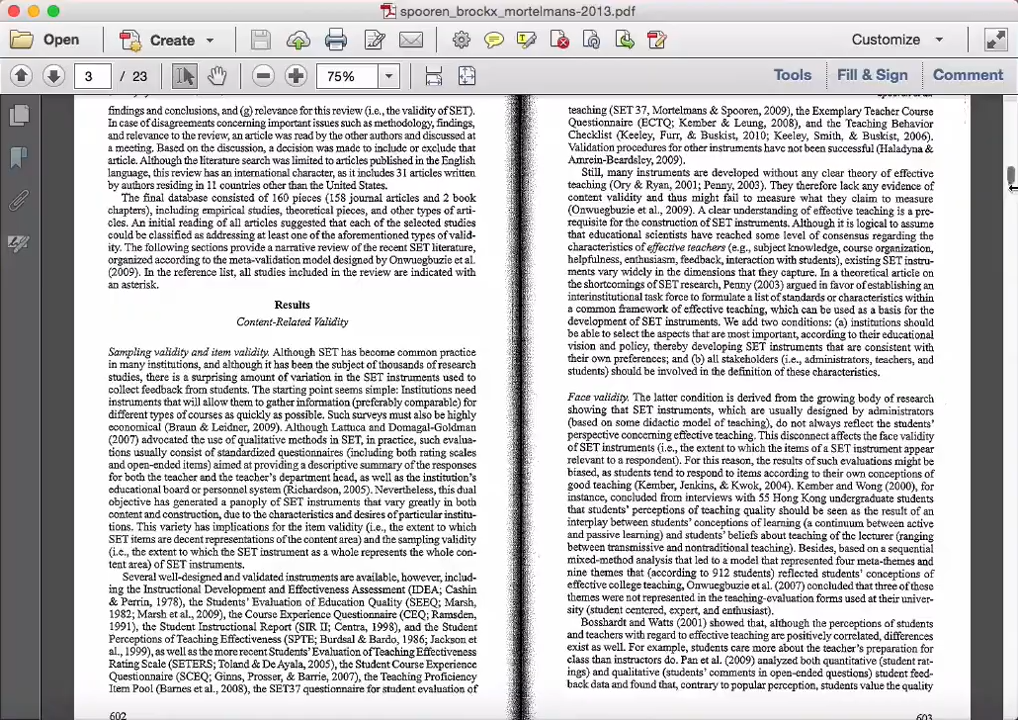 spooren_brockx_mortelmans-2013.pdf
Open
Create
Customize
3
/ 23
75%
Tools
Fill & Sign
Comment
findings and conclusions, and (g) relevance for this review (i.e., the validity of SET).
In case of disagreements concerning important issues such as methodology, findings,
and relevance to the review, an article was read by the other authors and discussed at
a meeting. Based on the discussion, a decision was made to include or exclude that
article. Although the literature search was limited to articles published in the English
language, this review has an international character, as it includes 31 articles written
by authors residing in 11 countries other than the United States.
The final database consisted of 160 pieces (158 journal articles and 2 book
chapters), including empirical studies, theoretical pieces, and other types of arti-
cles. An initial reading of all articles suggested that each of the selected studies
could be classified as addressing at least one of the aforementioned types of valid-
ity. The following sections provide a narrative review of the recent SET literature,
organized according to the meta-validation model designed by Onwuegbuzie et al.
(2009). In the reference list, all studies included in the review are indicated with
an asterisk.
Results
Content-Related Validity
Sampling validity and item validity. Although SET has become common practice
in many institutions, and although it has been the subject of thousands of research
studies, there is a surprising amount of variation in the SET instruments used to
collect feedback from students. The starting point seems simple: Institutions need
instruments that will allow them to gather information (preferably comparable) for
different types of courses as quickly as possible. Such surveys must also be highly
economical (Braun & Leidner, 2009). Although Lattuca and Domagal-Goldman
(2007) advocated the use of qualitative methods in SET, in practice, such evalua-
tions usually consist of standardized questionnaires (including both rating scales
and open-ended items) aimed at providing a descriptive summary of the responses
for both the teacher and the teacher's department head, as well as the institution's
educational board or personnel system (Richardson, 2005). Nevertheless, this dual
objective has generated a panoply of SET instruments that vary greatly in both
content and construction, due to the characteristics and desires of particular institu-
tions. This variety has implications for the item validity (i.e., the extent to which
SET items are decent representations of the content area) and the sampling validity
(i.e., the extent to which the SET instrument as a whole represents the whole con-
tent area) of SET instruments.
Several well-designed and validated instruments are available, however, includ-
ing the Instructional Development and Effectiveness Assessment (IDEA; Cashin
& Perrin, 1978), the Students' Evaluation of Education Quality (SEEQ; Marsh,
1982; Marsh et al., 2009), the Course Experience Questionnaire (CEQ; Ramsden,
1991), the Student Instructional Report (SIR II; Centra, 1998), and the Student
Perceptions of Teaching Effectiveness (SPTE; Burdsal & Bardo, 1986; Jackson et
al., 1999), as well as the more recent Students' Evaluation of Teaching Effectiveness
Rating Scale (SETERS; Toland & De Ayala, 2005), the Student Course Experience
Questionnaire (SCEQ; Ginns, Prosser, & Barrie, 2007), the Teaching Proficiency
Item Pool (Barnes et al., 2008), the SET37 questionnaire for student evaluation of
602
teaching (SET 37, Mortelmans & Spooren, 2009), the Exemplary Teacher Course
Questionnaire (ECTQ; Kember & Leung, 2008), and the Teaching Behavior
Checklist (Keeley, Furr, & Buskist, 2010; Keeley, Smith, & Buskist, 2006).
Validation procedures for other instruments have not been successful (Haladyna &
Amrein-Beardsley, 2009).
Still, many instruments are developed without any clear theory of effective
teaching (Ory & Ryan, 2001; Penny, 2003). They therefore lack any evidence of
content validity and thus might fail to measure what they claim to measure
(Onwuegbuzie et al., 2009). A clear understanding of effective teaching is a pre-
requisite for the construction of SET instruments. Although it is logical to assume
that educational scientists have reached some level of consensus regarding the
characteristics of effective teachers (e.g., subject knowledge, course organization,
helpfulness, enthusiasm, feedback, interaction with students), existing SET instru-
ments vary widely in the dimensions that they capture. In a theoretical article on
the shortcomings of SET research, Penny (2003) argued in favor of establishing an
interinstitutional task force to formulate a list of standards or characteristics within
a common framework of effective teaching, which can be used as a basis for the
development of SET instruments. We add two conditions: (a) institutions should
be able to select the aspects that are most important, according to their educational
vision and policy, thereby developing SET instruments that are consistent with
their own preferences; and (b) all stakeholders (i.e., administrators, teachers, and
students) should be involved in the definition of these characteristics.
Face validity. The latter condition is derived from the growing body of research
showing that SET instruments, which are usually designed by administrators
(based on some didactic model of teaching), do not always reflect the students'
perspective concerning effective teaching. This disconnect affects the face validity
of SET instruments (i.e., the extent to which the items of a SET instrument appear
relevant to a respondent). For this reason, the results of such evaluations might be
biased, as students tend to respond to items according to their own conceptions of
good teaching (Kember, Jenkins, & Kwok, 2004). Kember and Wong (2000), for
instance, concluded from interviews with 55 Hong Kong undergraduate students
that students' perceptions of teaching quality should be seen as the result of an
interplay between students' conceptions of learning (a continuum between active
and passive learning) and students' beliefs about teaching of the lecturer (ranging
between transmissive and nontraditional teaching). Besides, based on a sequential
mixed-method analysis that led to a model that represented four meta-themes and
nine themes that (according to 912 students) reflected students' conceptions of
effective college teaching, Onwuegbuzie et al. (2007) concluded that three of these
themes were not represented in the teaching-evaluation forms used at their univer-
sity (student centered, expert, and enthusiast).
Bosshardt and Watts (2001) showed that, although the perceptions of students
and teachers with regard to effective teaching are positively correlated, differences
exist as well. For example, students care more about the teacher's preparation for
class than instructors do. Pan et al. (2009) analyzed both quantitative (student rat-
ings) and qualitative (students' comments in open-ended questions) student feed-
back data and found that, contrary to popular perception, students value the quality
603